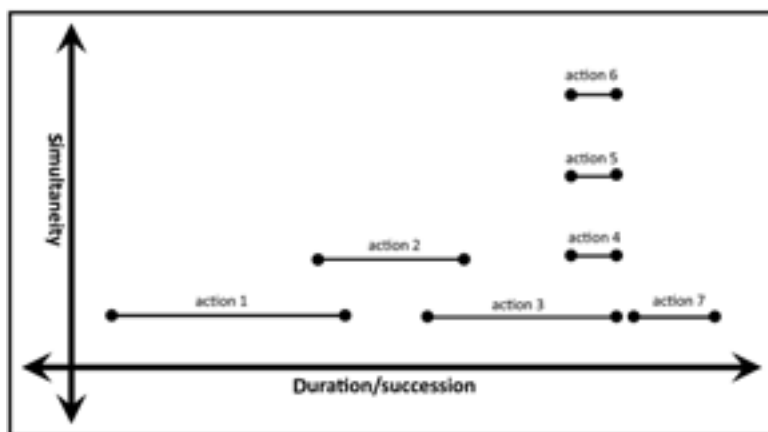 action 6
action 5
action 4
action 2
action 1
action 3
action 7
Simultaneity
Duration/succession